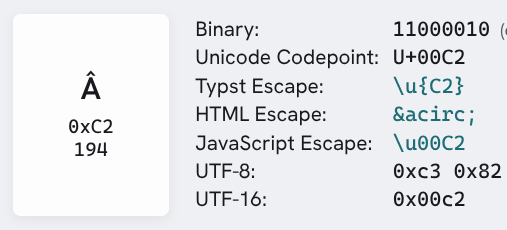 Â
0xC2
194
Binary: 11000010
Unicode Codepoint: U+00C2
Typst Escape: \u{C2}
HTML Escape: &acirc;
JavaScript Escape: \u00C2
UTF-8: 0xc3 0x82
UTF-16: 0x00c2